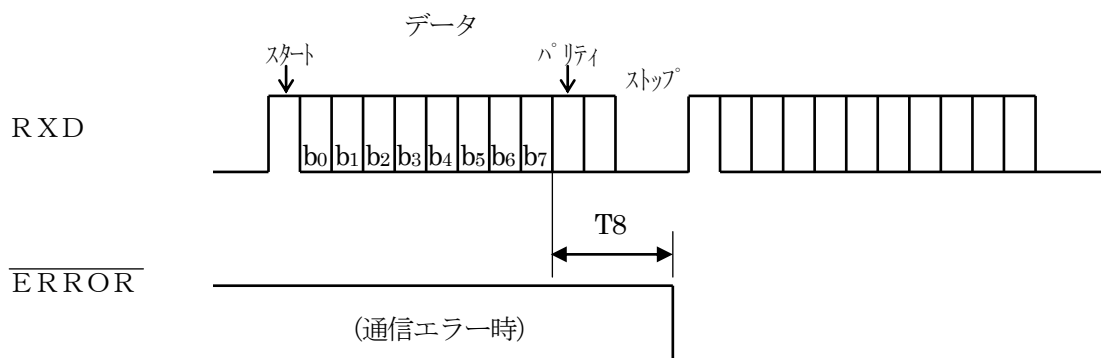 データ
スタート
パリティ
ストップ
ＲＸＤ
b0 b1 b2 b3 b4 b5 b6 b7
T8
ＥＲＲＯＲ
(通信エラー時)